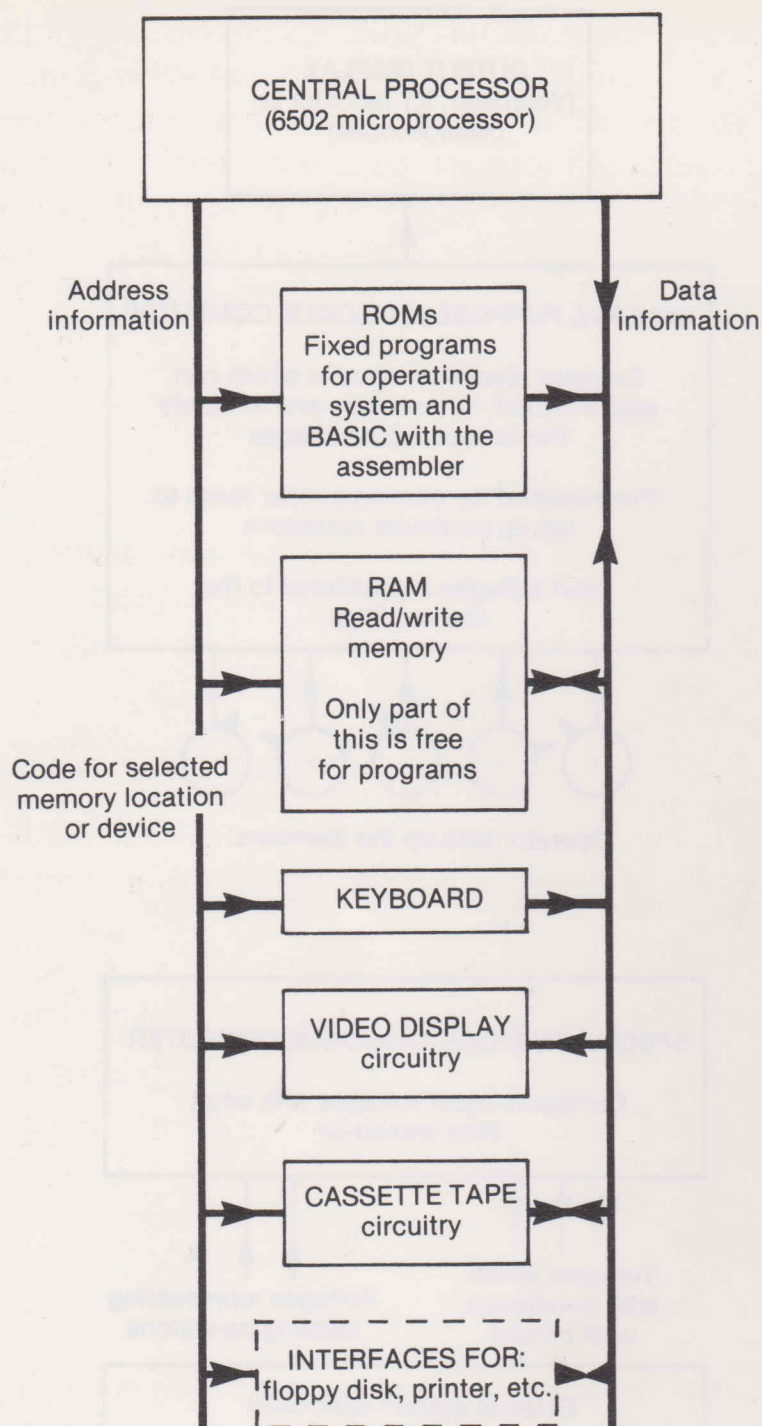 CENTRAL PROCESSOR
(6502 microprocessor)
Address
information
ROMs
Fixed programs
for operating
system and
BASIC with the
assembler
Data
information
RAM
Read/write
memory
Only part of
this is free
for programs
Code for selected
memory location
or device
KEYBOARD
VIDEO DISPLAY
circuitry
CASSETTE TAPE
circuitry
INTERFACES FOR:
floppy disk, printer, etc.